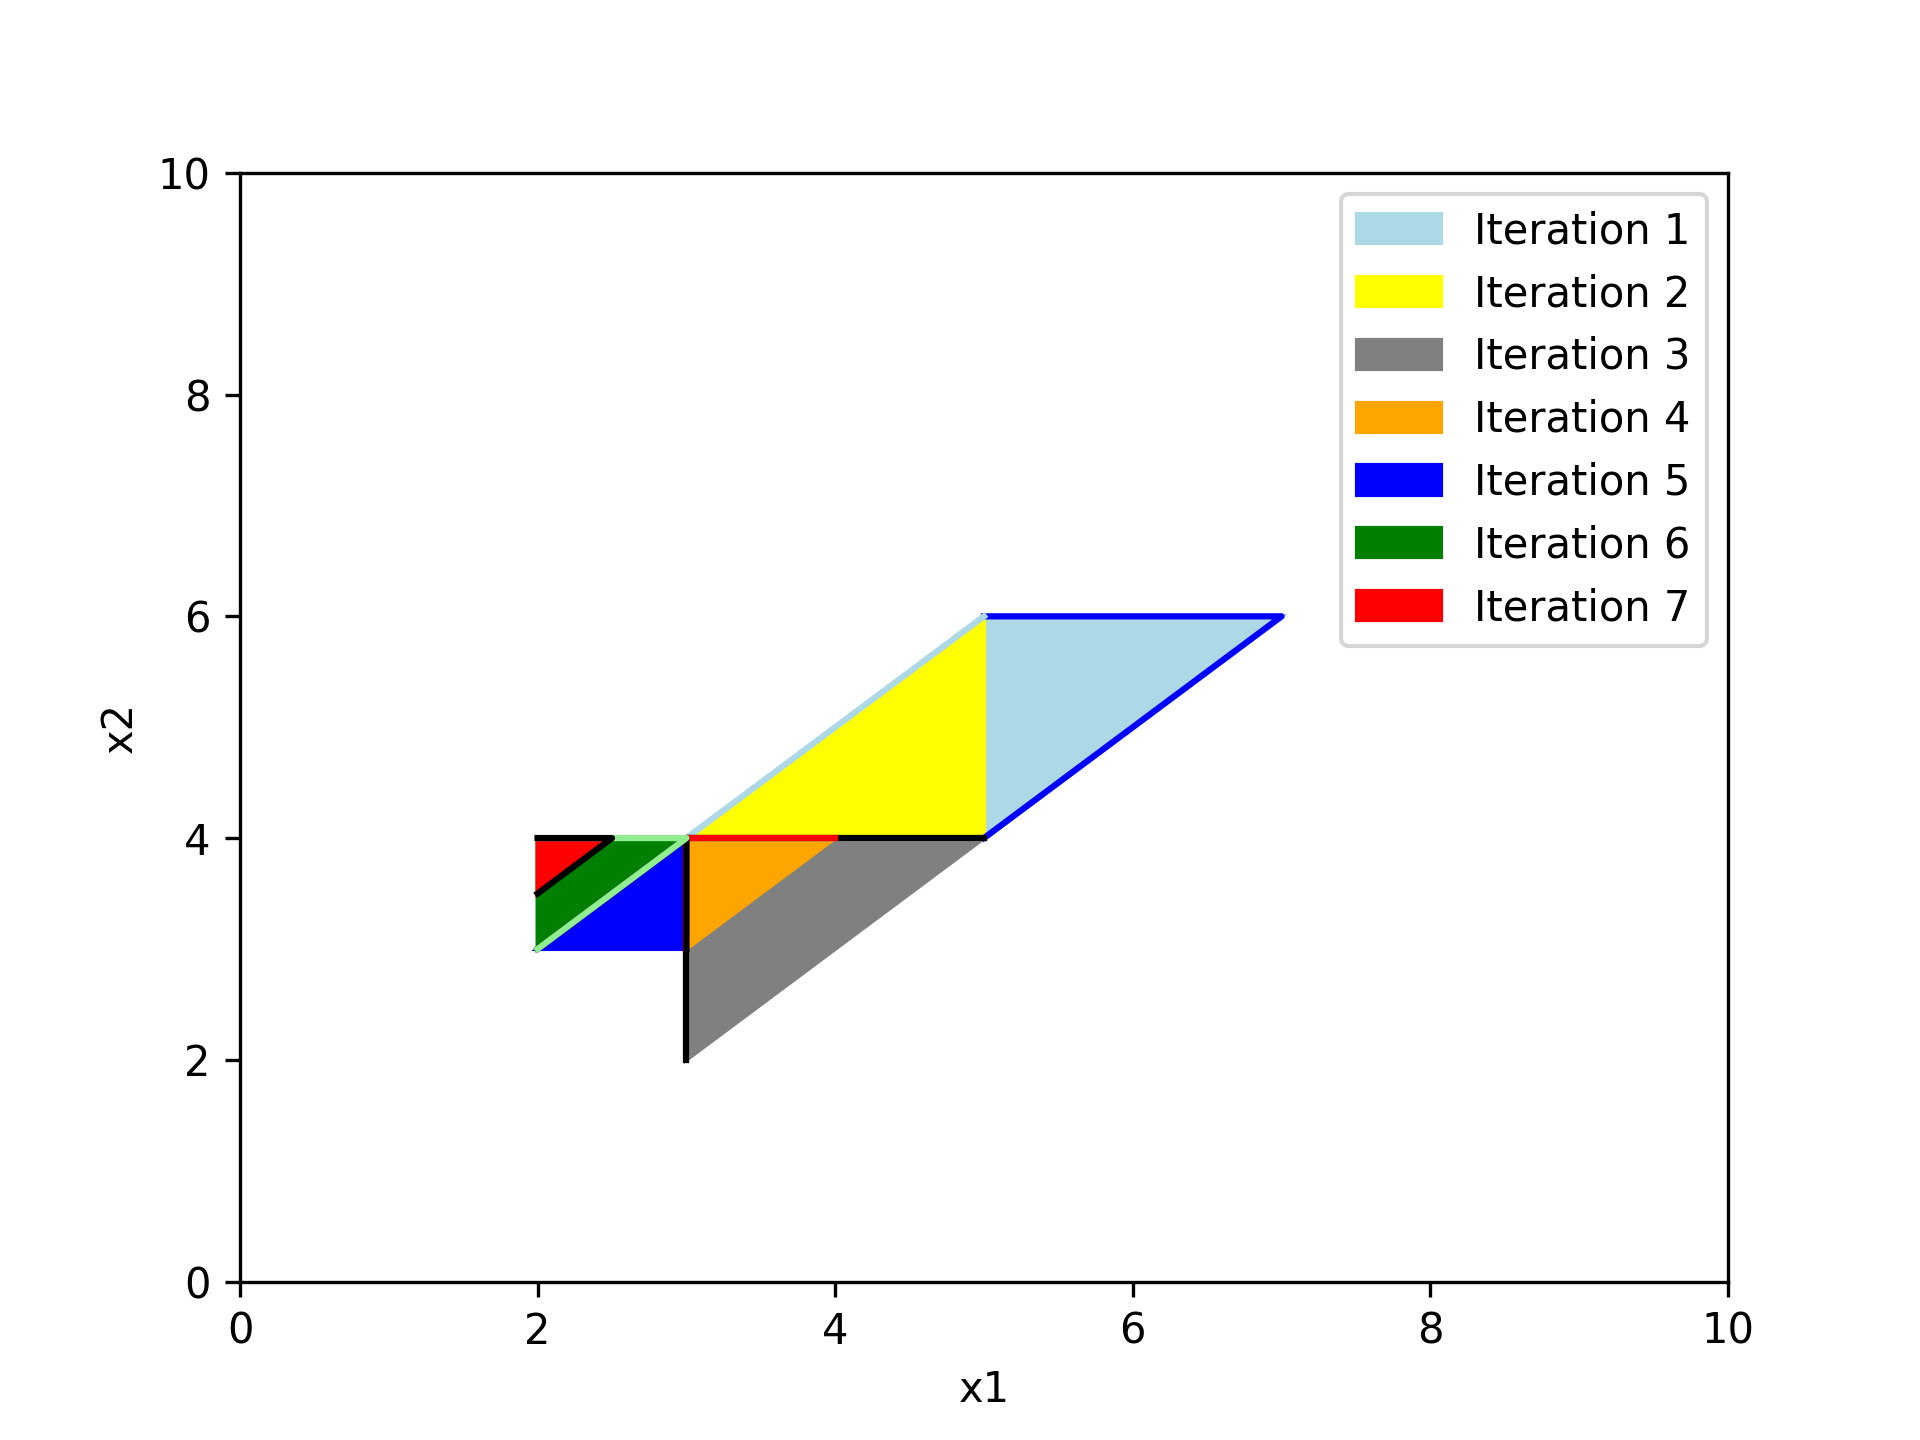 10
8
6
4
2
0
x2
0 2 4 6 8 10
x1
Iteration 1
Iteration 2
Iteration 3
Iteration 4
Iteration 5
Iteration 6
Iteration 7